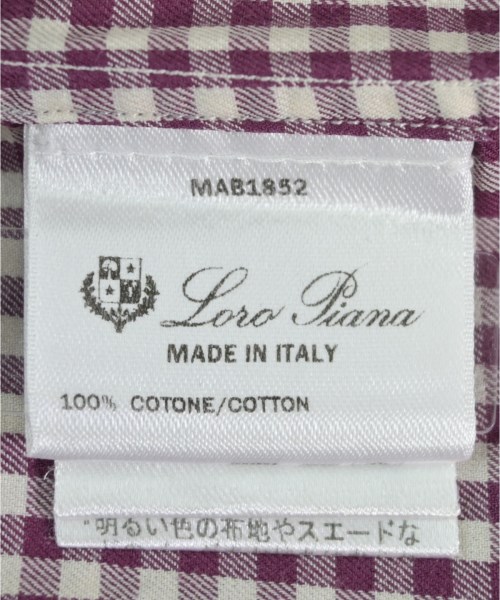 MAB1852
Loro Piana
MADE IN ITALY
100% COTONE/COTTON
"明るい色の布地やスエードな